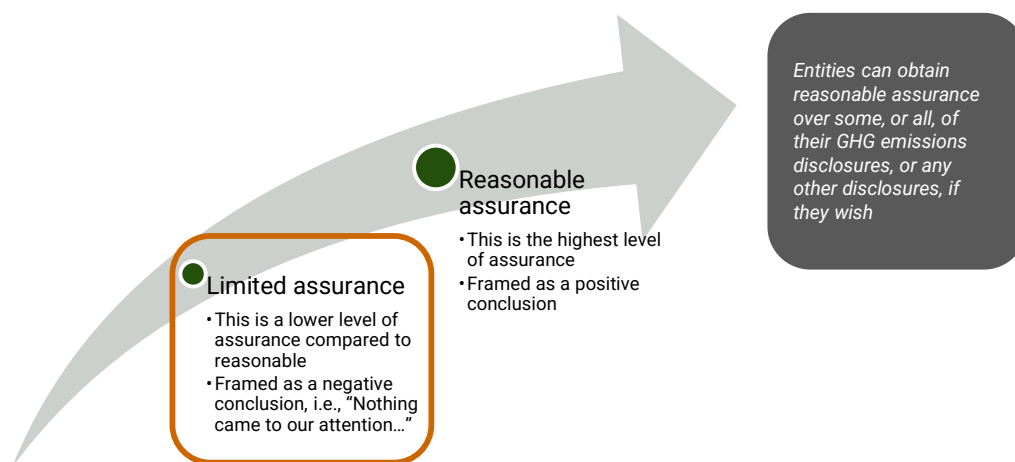 Limited assurance
•This is a lower level of
assurance compared to
reasonable
•Framed as a negative
conclusion, i.e., “Nothing
came to our attention…”
Reasonable
assurance
•This is the highest level
of assurance
•Framed as a positive
conclusion
Entities can obtain
reasonable assurance
over some, or all, of
their GHG emissions
disclosures, or any
other disclosures, if
they wish